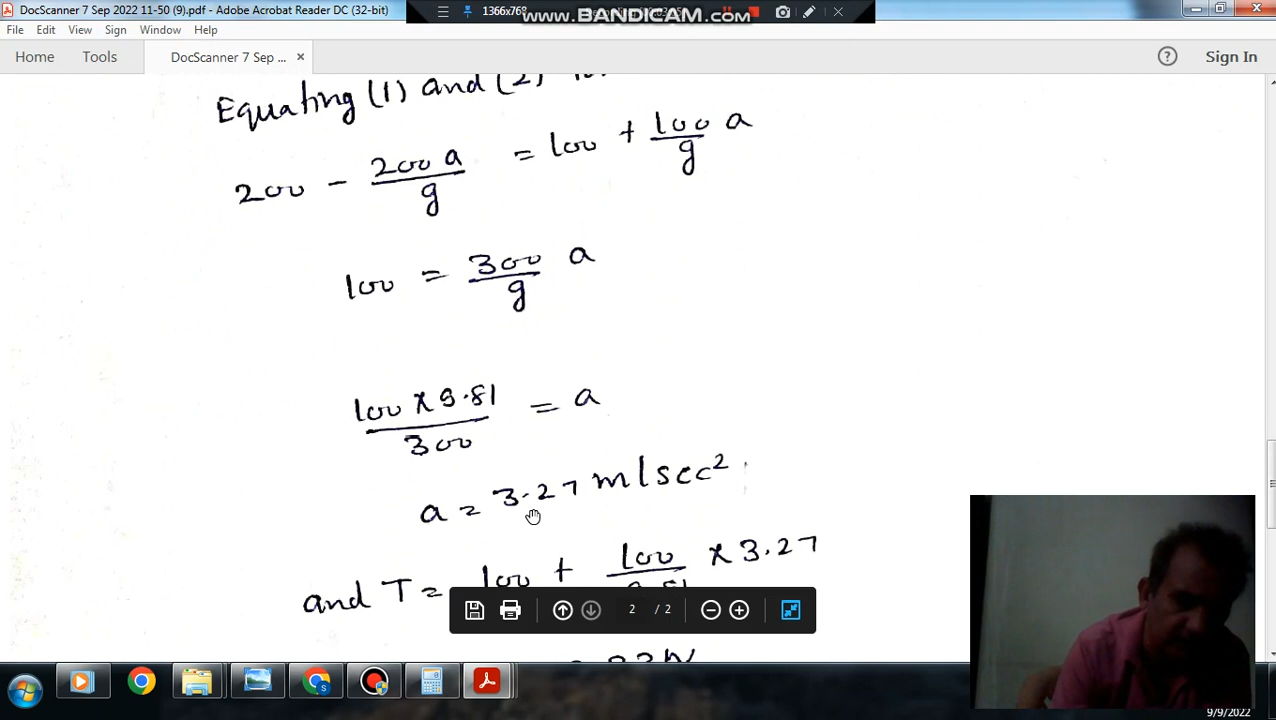 DocScanner 7 Sep 2022 11-50 (9).pdf - Adobe Acrobat Reader DC (32-bit)
1366x768
www.BANDICAM.com
File Edit View Sign Window Help
Home Tools DocScanner 7 Sep ... × Sign In
Equating (1) and (2)
200 - 200 a / g = 100 + 100 / g a
100 = 300 / g a
100 × 9.81 / 300 = a
a = 3.27 m/sec²
and T = 100 + 100 / 9.81 × 3.27
2 / 2
9/9/2022